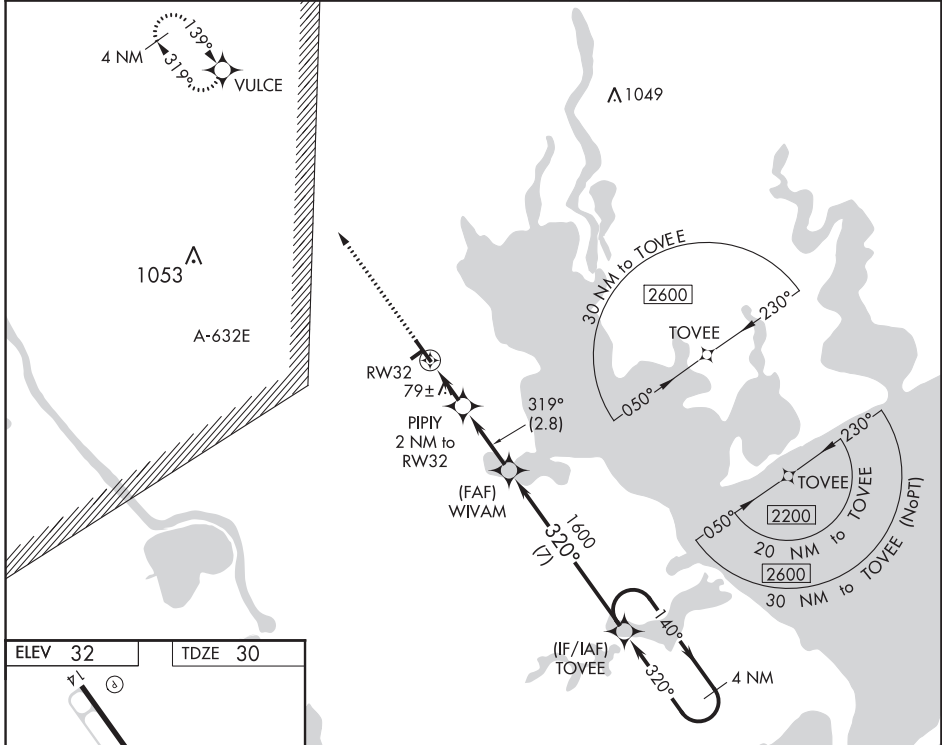 139°
4 NM
319°
VULCE
1049
1053
A-632E
30 NM to TOVEE
2600
230°
TOVEE
050°
RW32
79±
PIPIY
2 NM to
RW32
319°
(2.8)
(FAF)
WIVAM
230°
TOVEE
050°
2200
20 NM to TOVEE
2600
30 NM to TOVEE (NoPT)
1600
320°
(7)
140°
(IF/IAF)
TOVEE
320°
4 NM
ELEV 32
TDZE 30
14
P